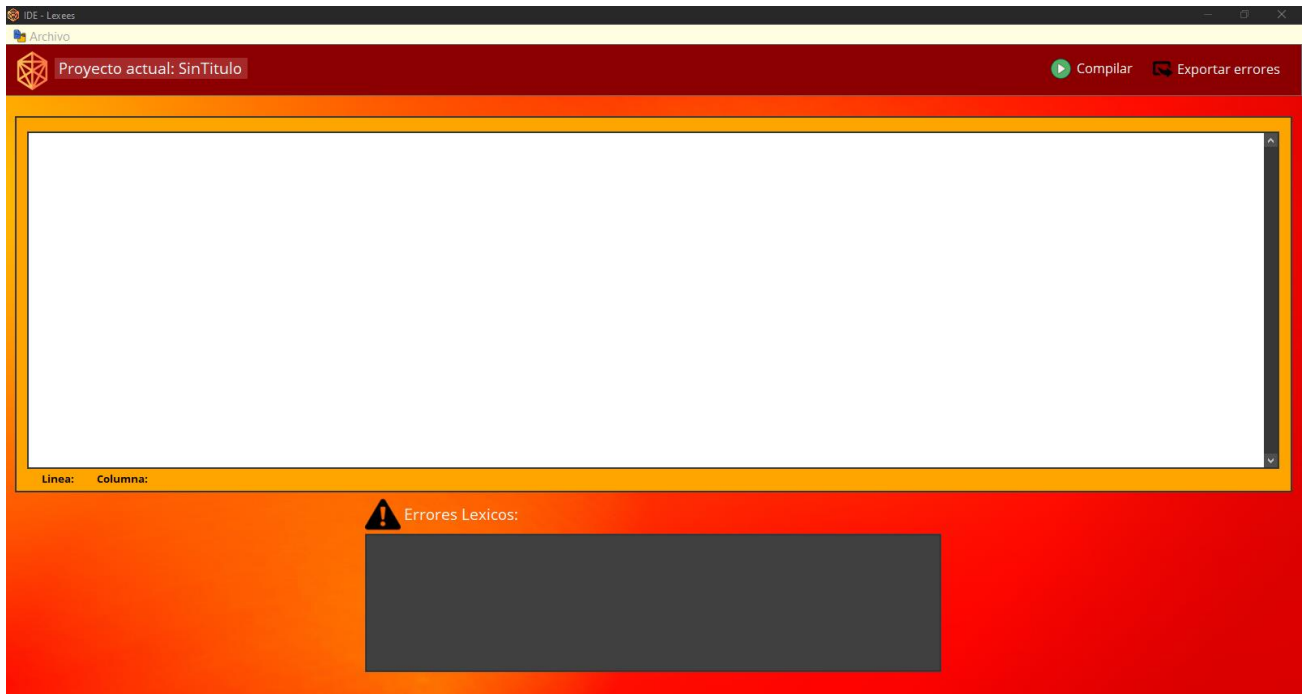 IDE - Lexees
Archivo
Proyecto actual: SinTitulo
Compilar
Exportar errores
Linea: Columna:
Errores Lexicos: